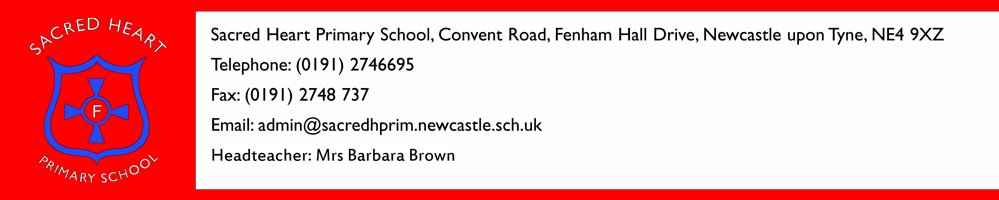 SACRED HEART
F
PRIMARY SCHOOL
Sacred Heart Primary School, Convent Road, Fenham Hall Drive, Newcastle upon Tyne, NE4 9XZ
Telephone: (0191) 2746695
Fax: (0191) 2748 737
Email: admin@sacredhprim.newcastle.sch.uk
Headteacher: Mrs Barbara Brown